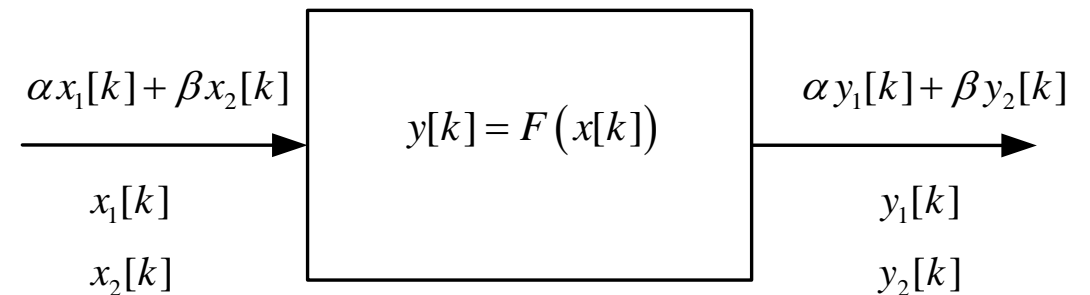 αx₁[k] + βx₂[k]
x₁[k]
x₂[k]
y[k] = F(x[k])
αy₁[k] + βy₂[k]
y₁[k]
y₂[k]